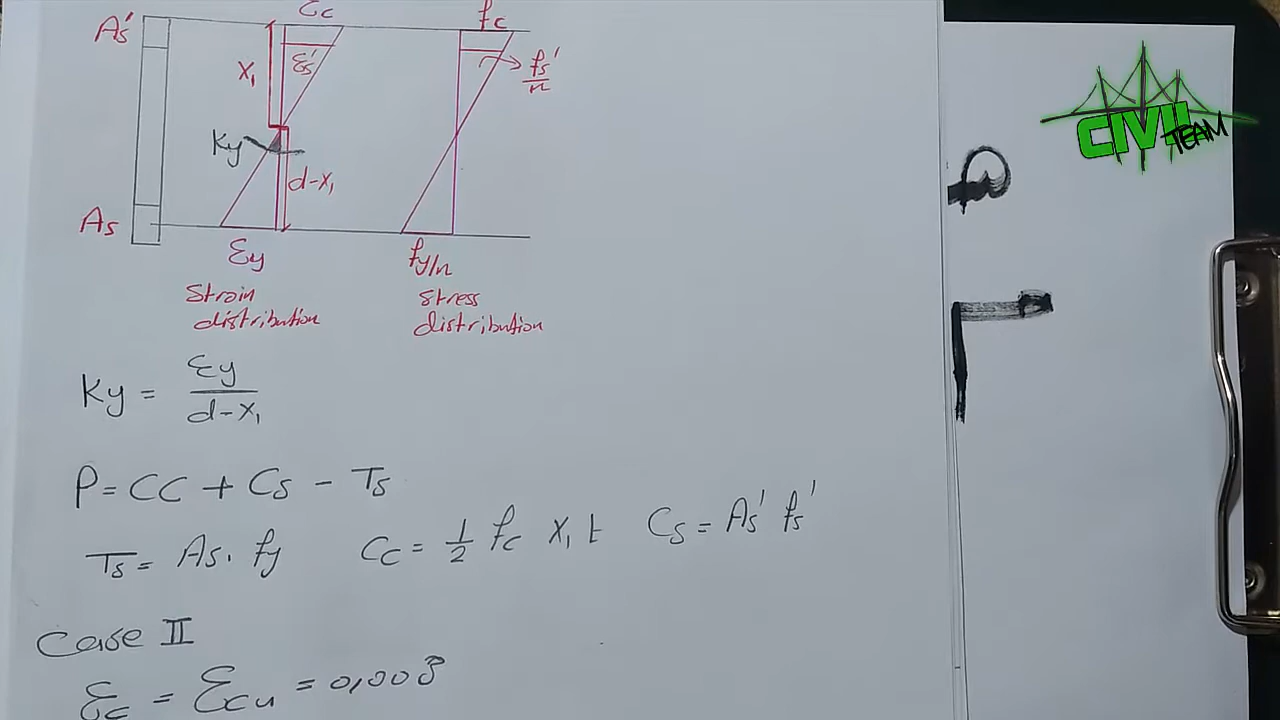 As' εc fc
x₁ εs' fs'/n
CIVIL TEAM
Ky
d-x₁
As
εy fy/n
Strain distribution
stress distribution
Ky = εy / d-x₁
P = CC + Cs - Ts
Ts = As. fy Cc = 1/2 fc x₁ t Cs = As' fs'
Case II
εc = εcu = 0,003